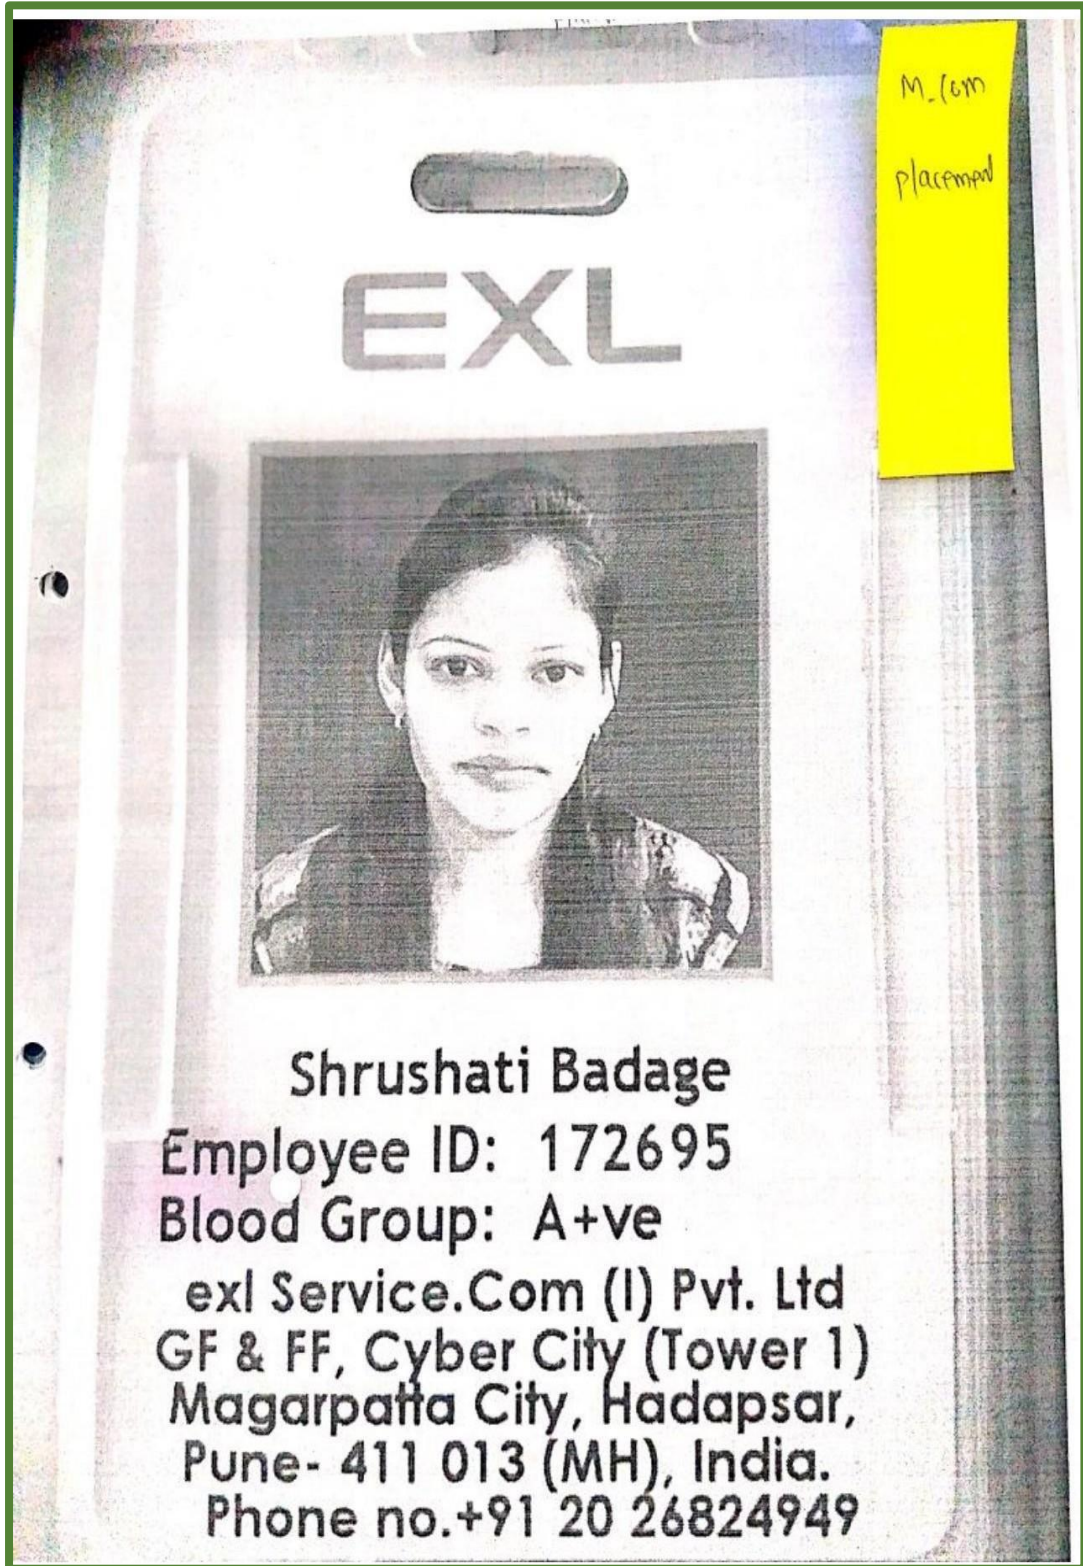 M.Com
placement
EXL
Shrushati Badage
Employee ID: 172695
Blood Group: A+ve
exl Service.Com (I) Pvt. Ltd
GF & FF, Cyber City (Tower 1)
Magarpatta City, Hadapsar,
Pune- 411 013 (MH), India.
Phone no.+91 20 26824949